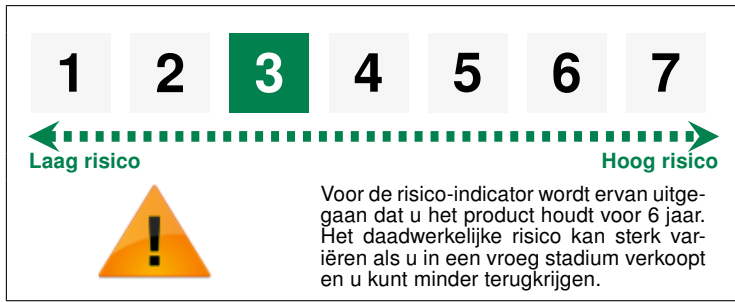 1 2 3 4 5 6 7
Laag risico Hoog risico
!
Voor de risico-indicator wordt ervan uitge-
gaan dat u het product houdt voor 6 jaar.
Het daadwerkelijke risico kan sterk var-
iëren als u in een vroeg stadium verkoopt
en u kunt minder terugkrijgen.